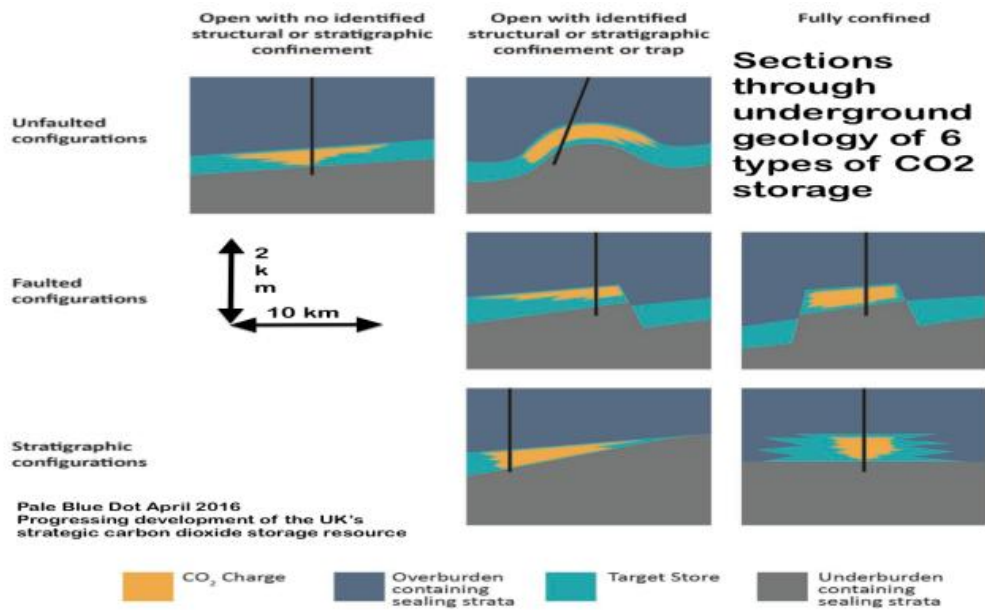 Open with no identified
structural or stratigraphic
confinement
Open with identified
structural or stratigraphic
confinement or trap
Fully confined
Sections
through
underground
geology of 6
types of CO2
storage
Unfaulted
configurations
Faulted
configurations
2
k
m
10 km
Stratigraphic
configurations
Pale Blue Dot April 2016
Progressing development of the UK's
strategic carbon dioxide storage resource
CO₂ Charge
Overburden
containing
sealing strata
Target Store
Underburden
containing
sealing strata